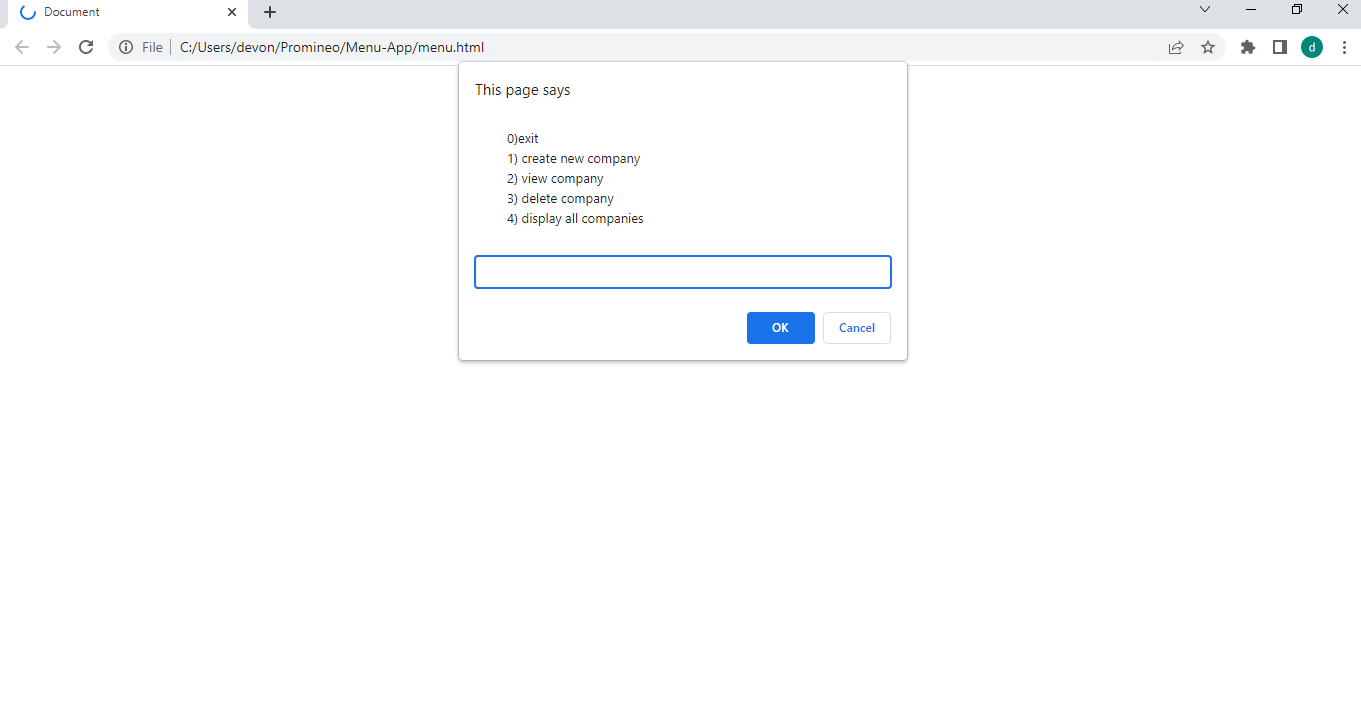 Document
File
C:/Users/devon/Promineo/Menu-App/menu.html
d
This page says
0)exit
1) create new company
2) view company
3) delete company
4) display all companies
OK
Cancel